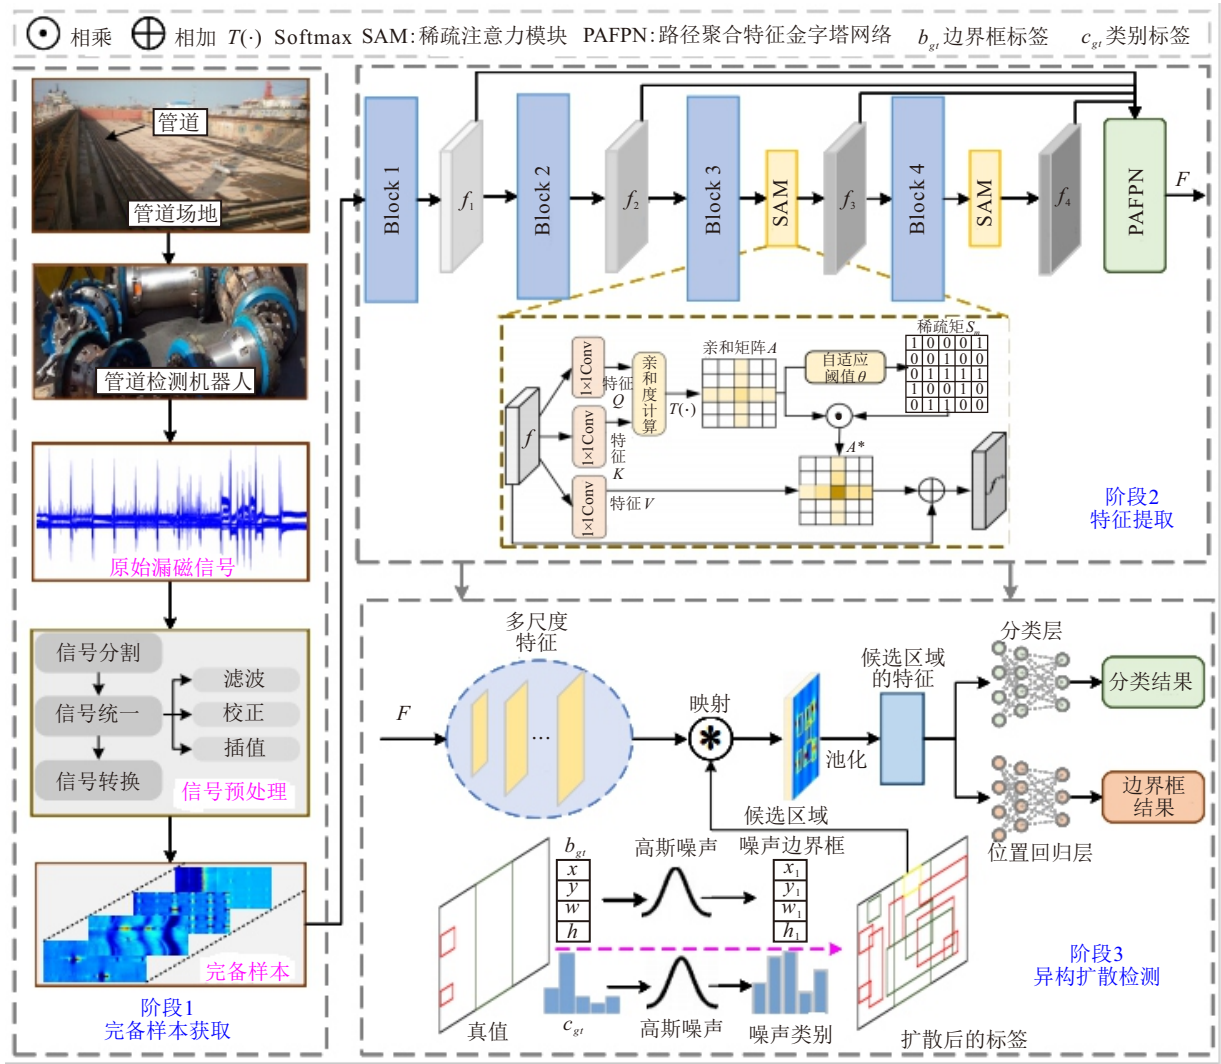 相乘 相加 T(·) Softmax SAM：稀疏注意力模块 PAFPN：路径聚合特征金字塔网络 b_gt 边界框标签 c_gt 类别标签
管道
管道场地
管道检测机器人
原始漏磁信号
信号分割
信号统一
信号转换
滤波
校正
插值
信号预处理
完备样本
阶段1
完备样本获取
Block 1
f1
Block 2
f2
Block 3
SAM
f3
Block 4
SAM
f4
PAFPN
F
f
1×1Conv
1×1Conv
1×1Conv
特征
Q
特征
K
特征V
亲和度计算
T(·)
亲和矩阵A
自适应
阈值θ
稀疏矩S_m
1 0 0 0 1
0 0 1 0 0
0 1 1 1 1
1 0 0 1 0
0 1 1 0 0
A*
阶段2
特征提取
F
多尺度
特征
...
映射
候选区域
池化
候选区域
的特征
分类层
分类结果
位置回归层
边界框
结果
真值
b_gt
x
y
w
h
高斯噪声
噪声边界框
x1
y1
w1
h1
c_gt
高斯噪声
噪声类别
扩散后的标签
阶段3
异构扩散检测